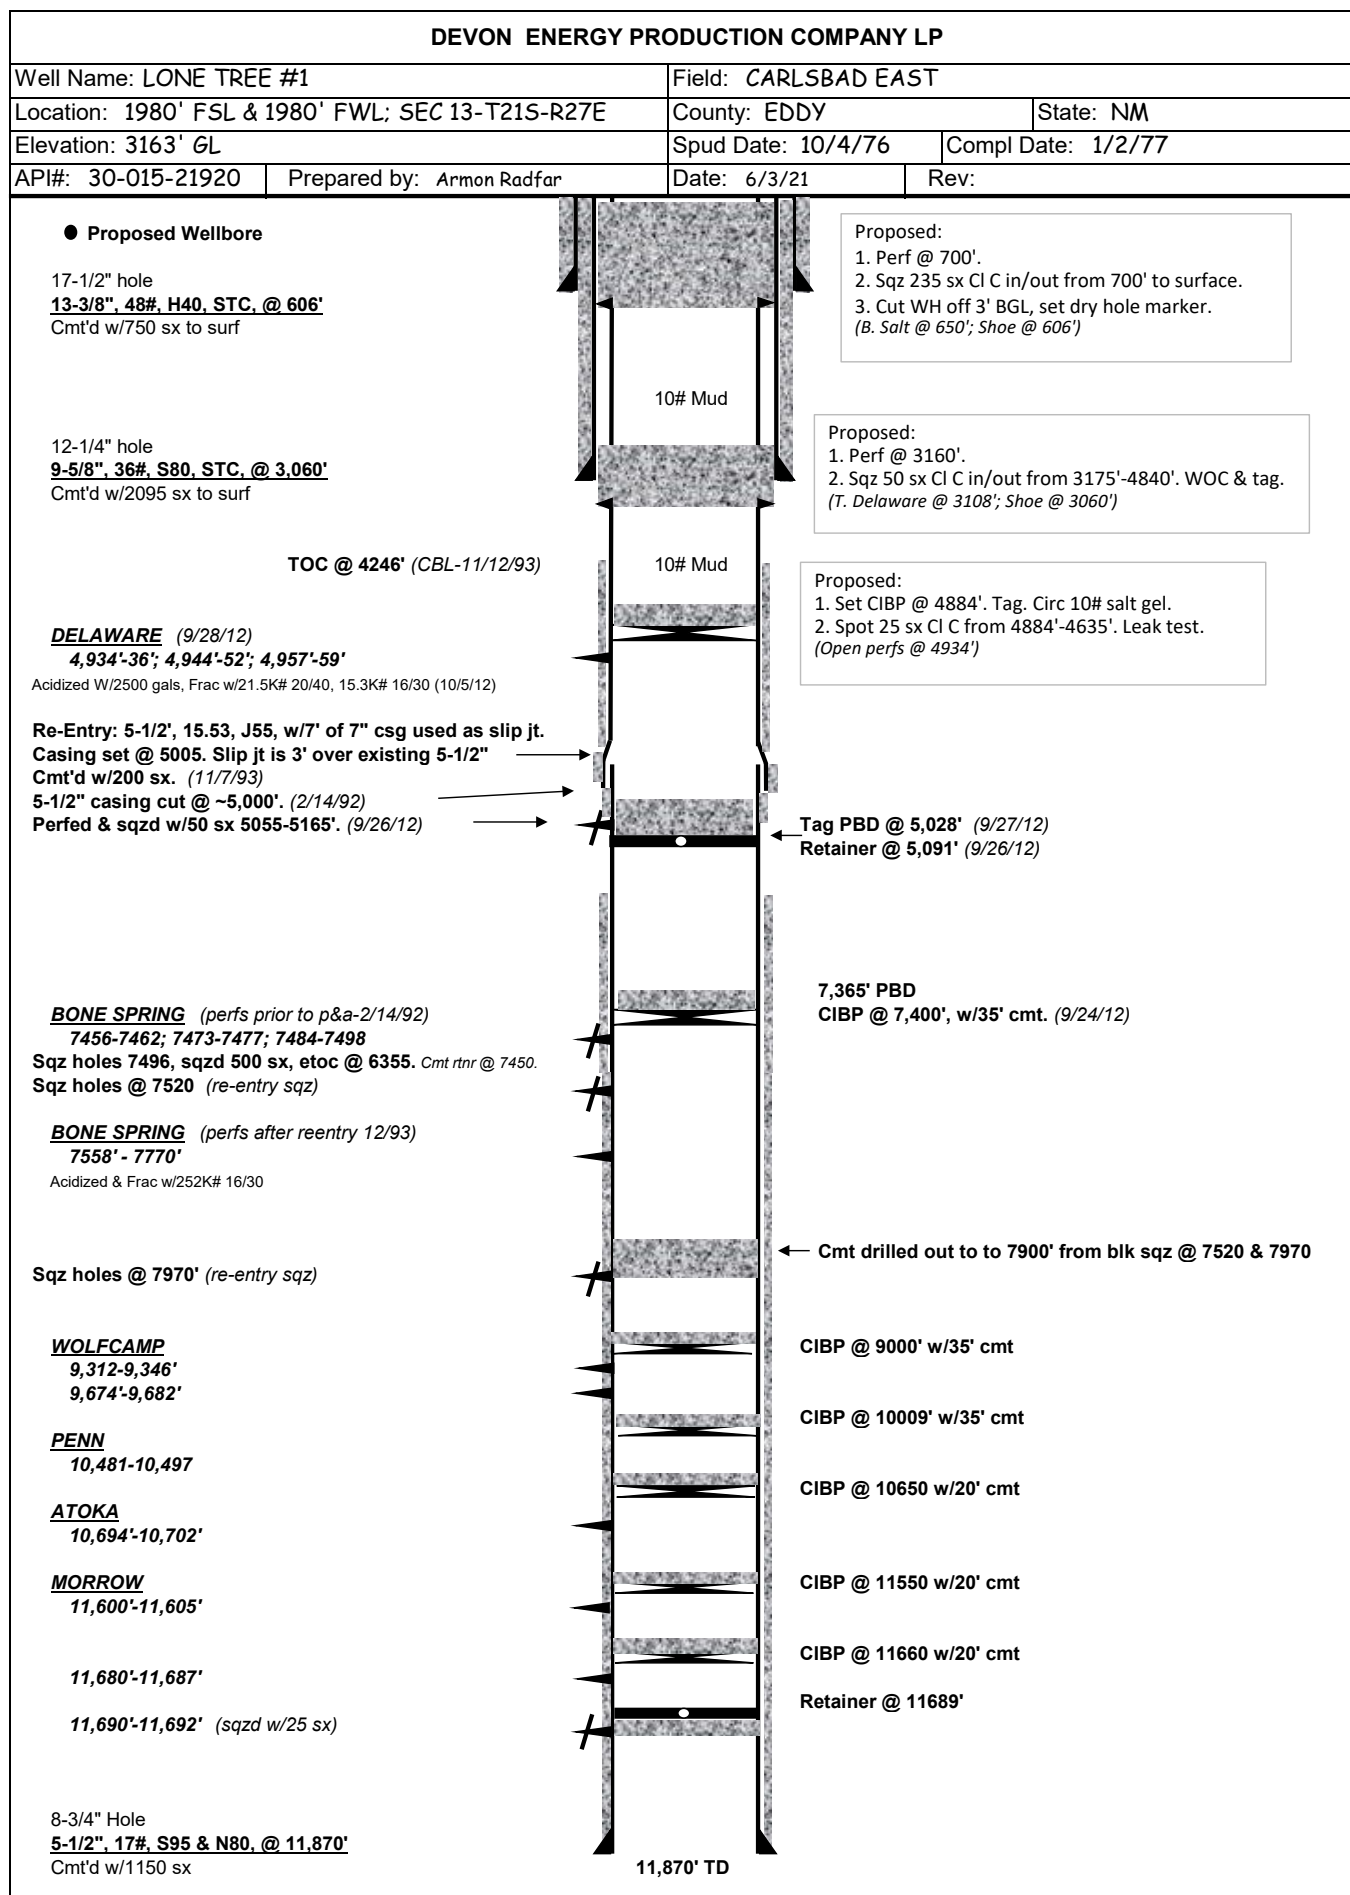 DEVON ENERGY PRODUCTION COMPANY LP
Well Name: LONE TREE #1
Field: CARLSBAD EAST
Location: 1980' FSL & 1980' FWL; SEC 13-T21S-R27E
County: EDDY
State: NM
Elevation: 3163' GL
Spud Date: 10/4/76
Compl Date: 1/2/77
API#: 30-015-21920
Prepared by: Armon Radfar
Date: 6/3/21
Rev:
Proposed Wellbore
17-1/2" hole
13-3/8", 48#, H40, STC, @ 606'
Cmt'd w/750 sx to surf
Proposed:
1. Perf @ 700'.
2. Sqz 235 sx Cl C in/out from 700' to surface.
3. Cut WH off 3' BGL, set dry hole marker.
(B. Salt @ 650'; Shoe @ 606')
10# Mud
12-1/4" hole
9-5/8", 36#, S80, STC, @ 3,060'
Cmt'd w/2095 sx to surf
Proposed:
1. Perf @ 3160'.
2. Sqz 50 sx Cl C in/out from 3175'-4840'. WOC & tag.
(T. Delaware @ 3108'; Shoe @ 3060')
TOC @ 4246' (CBL-11/12/93)
10# Mud
Proposed:
1. Set CIBP @ 4884'. Tag. Circ 10# salt gel.
2. Spot 25 sx Cl C from 4884'-4635'. Leak test.
(Open perfs @ 4934')
DELAWARE (9/28/12)
4,934'-36'; 4,944'-52'; 4,957'-59'
Acidized W/2500 gals, Frac w/21.5K# 20/40, 15.3K# 16/30 (10/5/12)
Re-Entry: 5-1/2', 15.53, J55, w/7' of 7" csg used as slip jt.
Casing set @ 5005. Slip jt is 3' over existing 5-1/2"
Cmt'd w/200 sx. (11/7/93)
5-1/2" casing cut @ ~5,000'. (2/14/92)
Perfed & sqzd w/50 sx 5055-5165'. (9/26/12)
Tag PBD @ 5,028' (9/27/12)
Retainer @ 5,091' (9/26/12)
7,365' PBD
CIBP @ 7,400', w/35' cmt. (9/24/12)
BONE SPRING (perfs prior to p&a-2/14/92)
7456-7462; 7473-7477; 7484-7498
Sqz holes 7496, sqzd 500 sx, etoc @ 6355. Cmt rtnr @ 7450.
Sqz holes @ 7520 (re-entry sqz)
BONE SPRING (perfs after reentry 12/93)
7558' - 7770'
Acidized & Frac w/252K# 16/30
Cmt drilled out to to 7900' from blk sqz @ 7520 & 7970
Sqz holes @ 7970' (re-entry sqz)
WOLFCAMP
9,312-9,346'
9,674'-9,682'
CIBP @ 9000' w/35' cmt
CIBP @ 10009' w/35' cmt
PENN
10,481-10,497
CIBP @ 10650 w/20' cmt
ATOKA
10,694'-10,702'
MORROW
11,600'-11,605'
CIBP @ 11550 w/20' cmt
CIBP @ 11660 w/20' cmt
11,680'-11,687'
Retainer @ 11689'
11,690'-11,692' (sqzd w/25 sx)
8-3/4" Hole
5-1/2", 17#, S95 & N80, @ 11,870'
Cmt'd w/1150 sx
11,870' TD